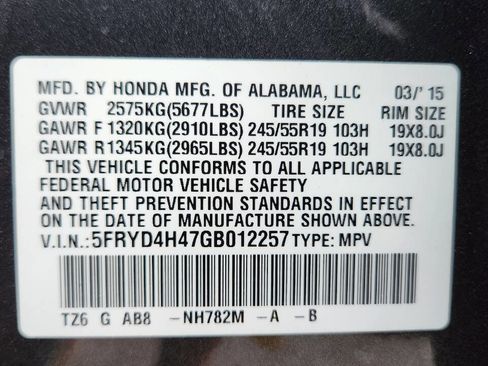 MFD. BY HONDA MFG. OF ALABAMA, LLC 03/'15
GVWR 2575KG(5677LBS) TIRE SIZE RIM SIZE
GAWR F 1320KG(2910LBS) 245/55R19 103H 19X8.0J
GAWR R1345KG(2965LBS) 245/55R19 103H 19X8.0J
THIS VEHICLE CONFORMS TO ALL APPLICABLE
FEDERAL MOTOR VEHICLE SAFETY
AND THEFT PREVENTION STANDARDS IN EFFECT
ON THE DATE OF MANUFACTURE SHOWN ABOVE.
V.I.N.: 5FRYD4H47GB012257 TYPE: MPV
TZ6 G AB8 -NH782M -A -B